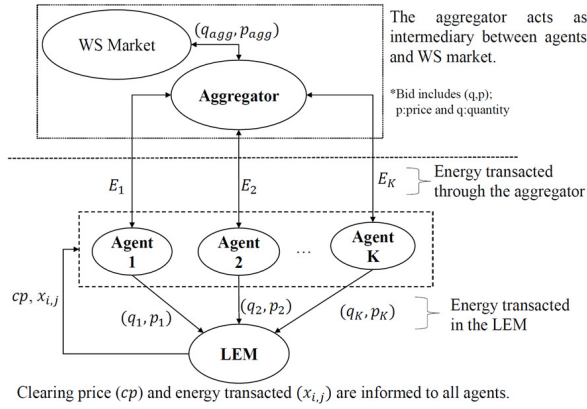 WS Market
(q_agg, p_agg)
Aggregator
The aggregator acts as
intermediary between agents
and WS market.
*Bid includes (q,p);
p:price and q:quantity
E_1
E_2
E_K
Energy transacted
through the aggregator
Agent
1
Agent
2
...
Agent
K
cp, x_{i,j}
(q_1, p_1)
(q_2, p_2)
(q_K, p_K)
Energy transacted
in the LEM
LEM
Clearing price (cp) and energy transacted (x_{i,j}) are informed to all agents.